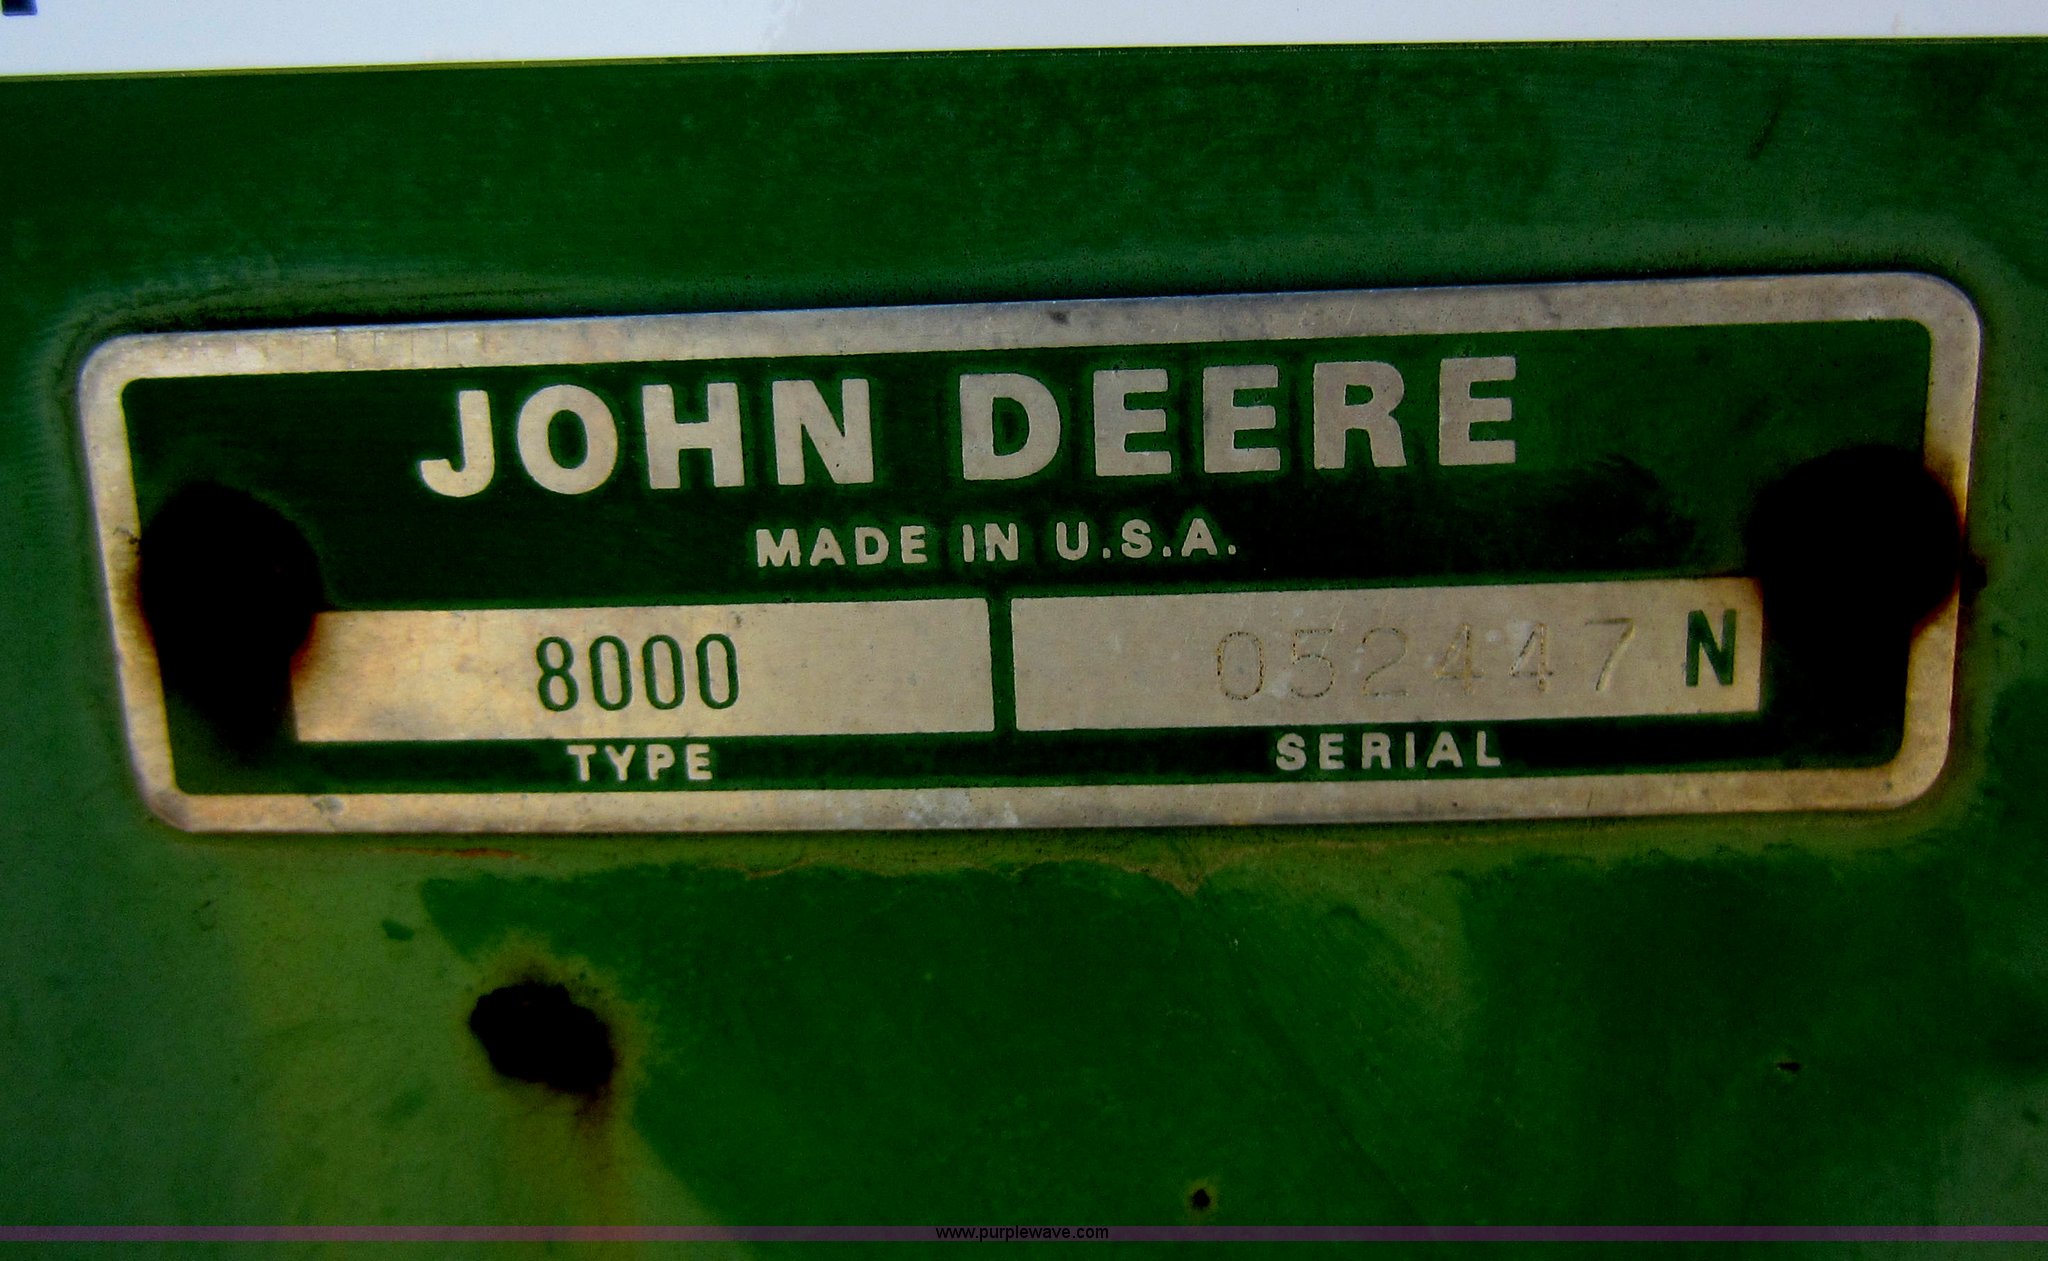 JOHN DEERE
MADE IN U.S.A.
8000 052447 N
TYPE SERIAL
www.purplewave.com